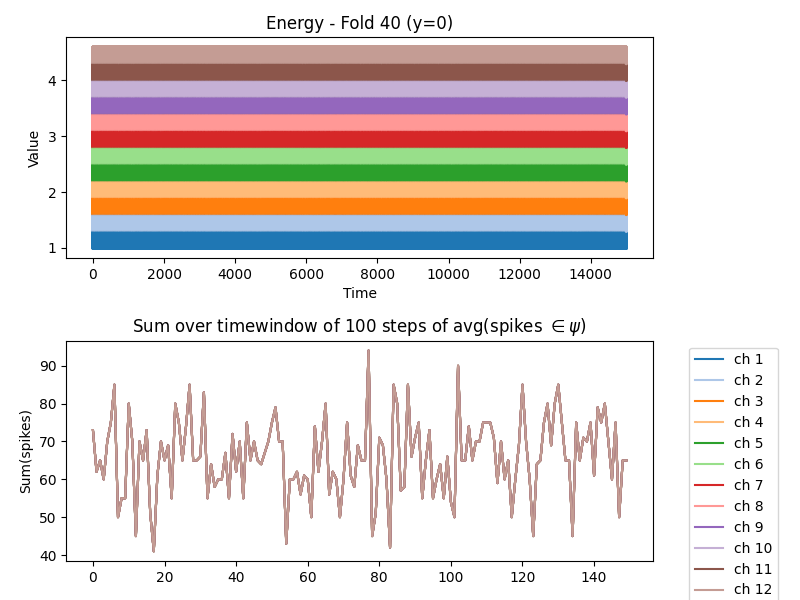 Energy - Fold 40 (y=0)
Value
4
3
2
1
0 2000 4000 6000 8000 10000 12000 14000
Time
Sum over timewindow of 100 steps of avg(spikes ∈ ψ)
Sum(spikes)
90
80
70
60
50
40
0 20 40 60 80 100 120 140
ch 1
ch 2
ch 3
ch 4
ch 5
ch 6
ch 7
ch 8
ch 9
ch 10
ch 11
ch 12